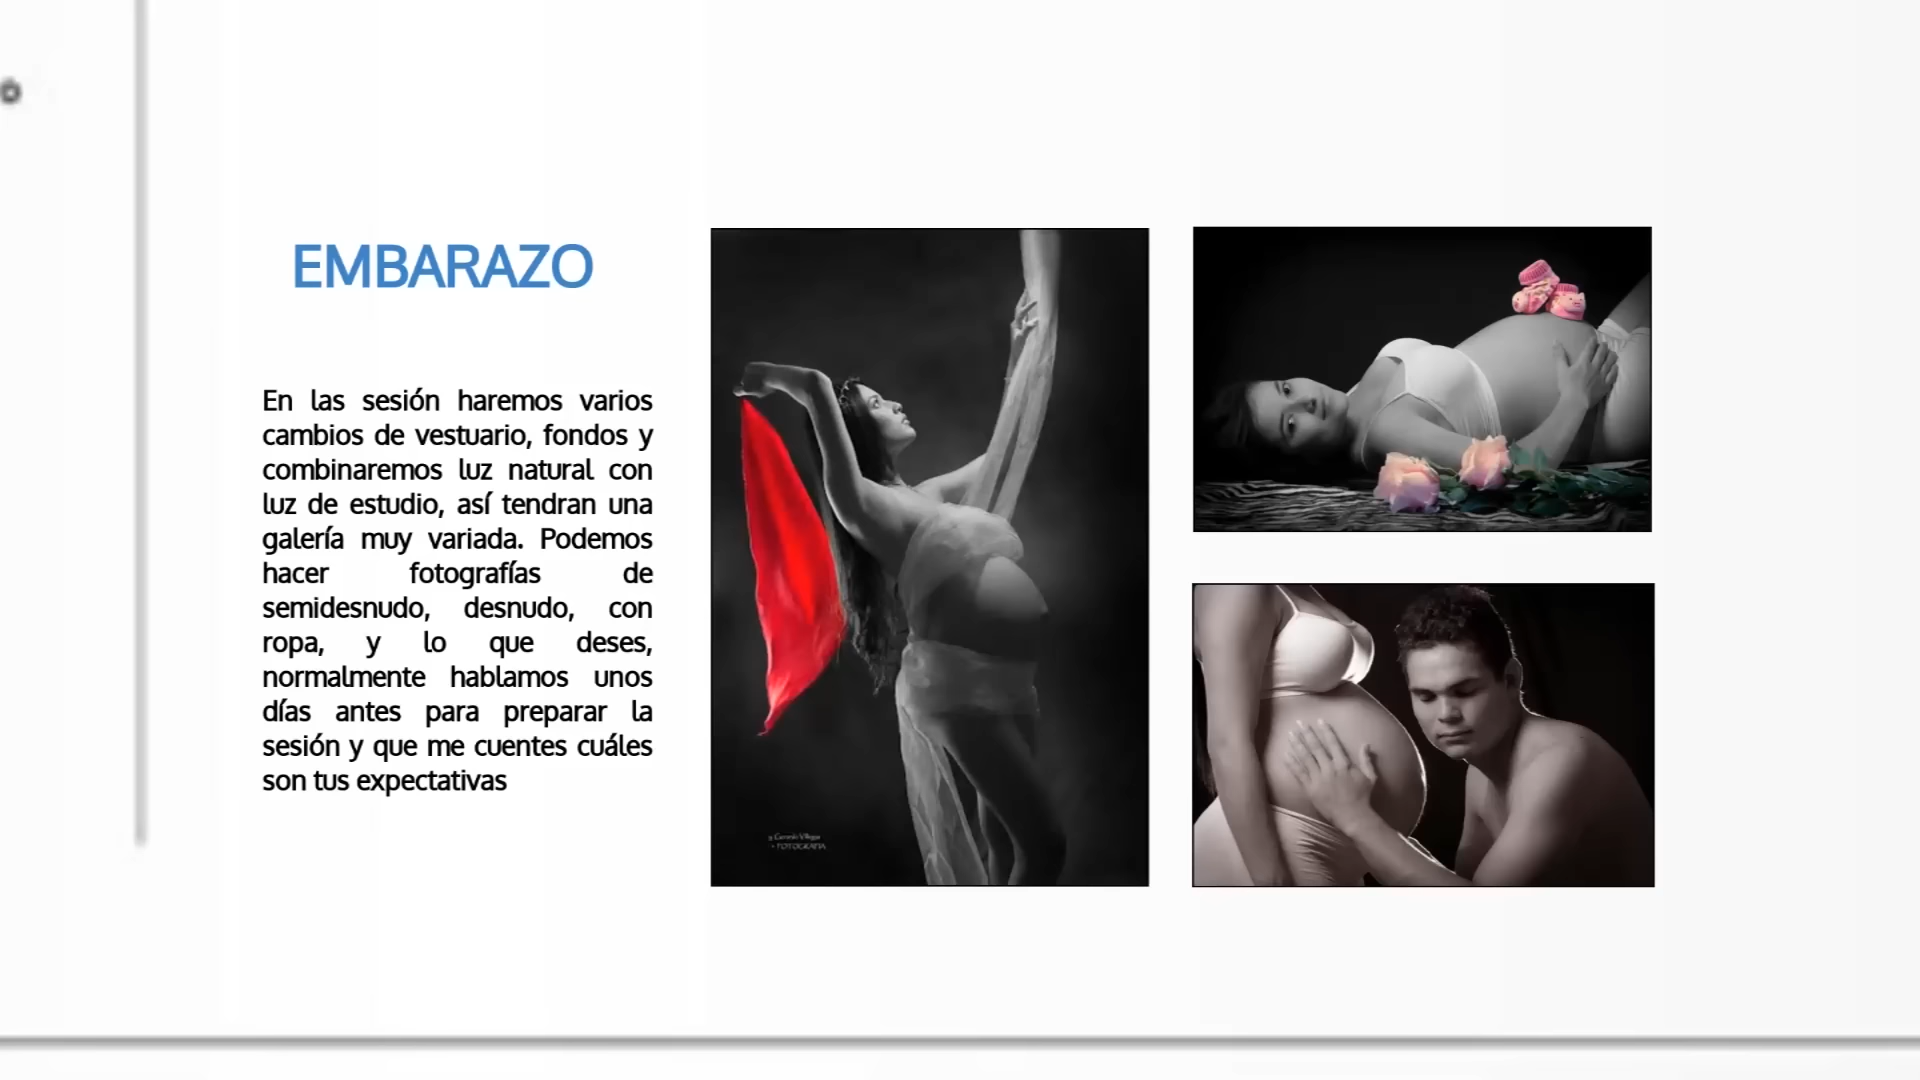 EMBARAZO
En las sesión haremos varios
cambios de vestuario, fondos y
combinaremos luz natural con
luz de estudio, así tendran una
galería muy variada. Podemos
hacer fotografías de
semidesnudo, desnudo, con
ropa, y lo que deses,
normalmente hablamos unos
días antes para preparar la
sesión y que me cuentes cuáles
son tus expectativas
FOTOGRAFIA